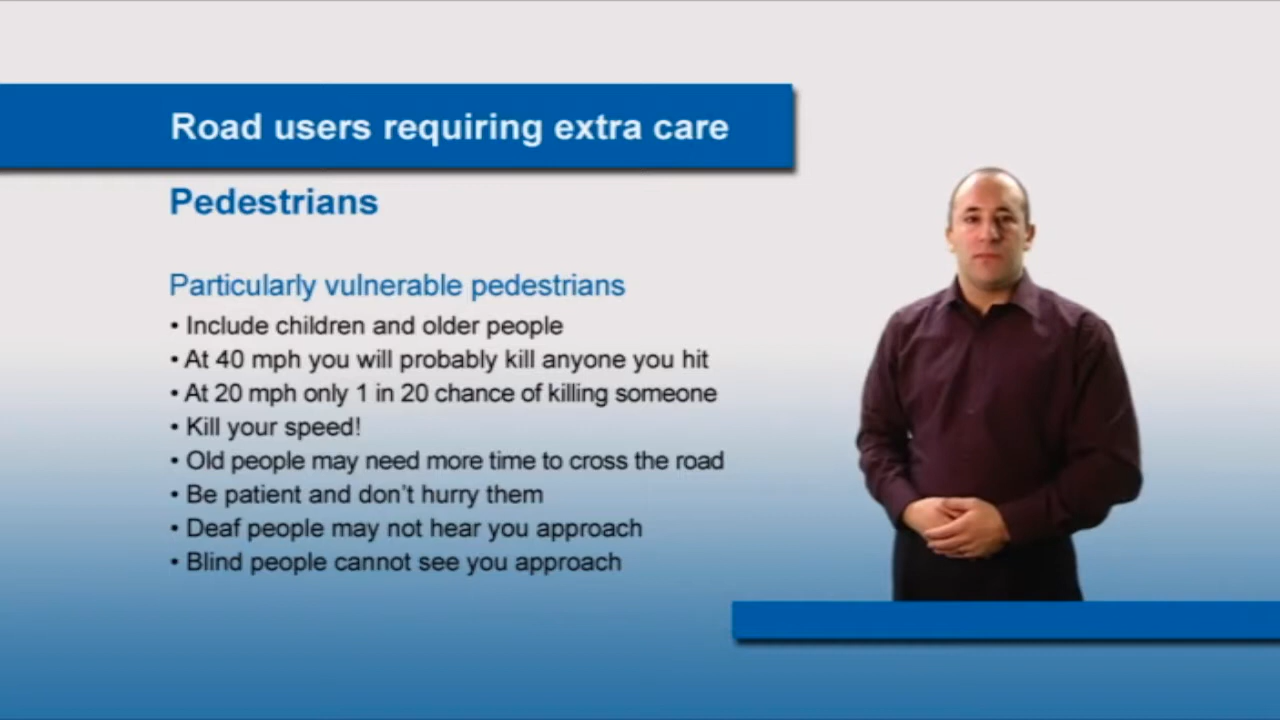 Road users requiring extra care
Pedestrians
Particularly vulnerable pedestrians
• Include children and older people
• At 40 mph you will probably kill anyone you hit
• At 20 mph only 1 in 20 chance of killing someone
• Kill your speed!
• Old people may need more time to cross the road
• Be patient and don’t hurry them
• Deaf people may not hear you approach
• Blind people cannot see you approach